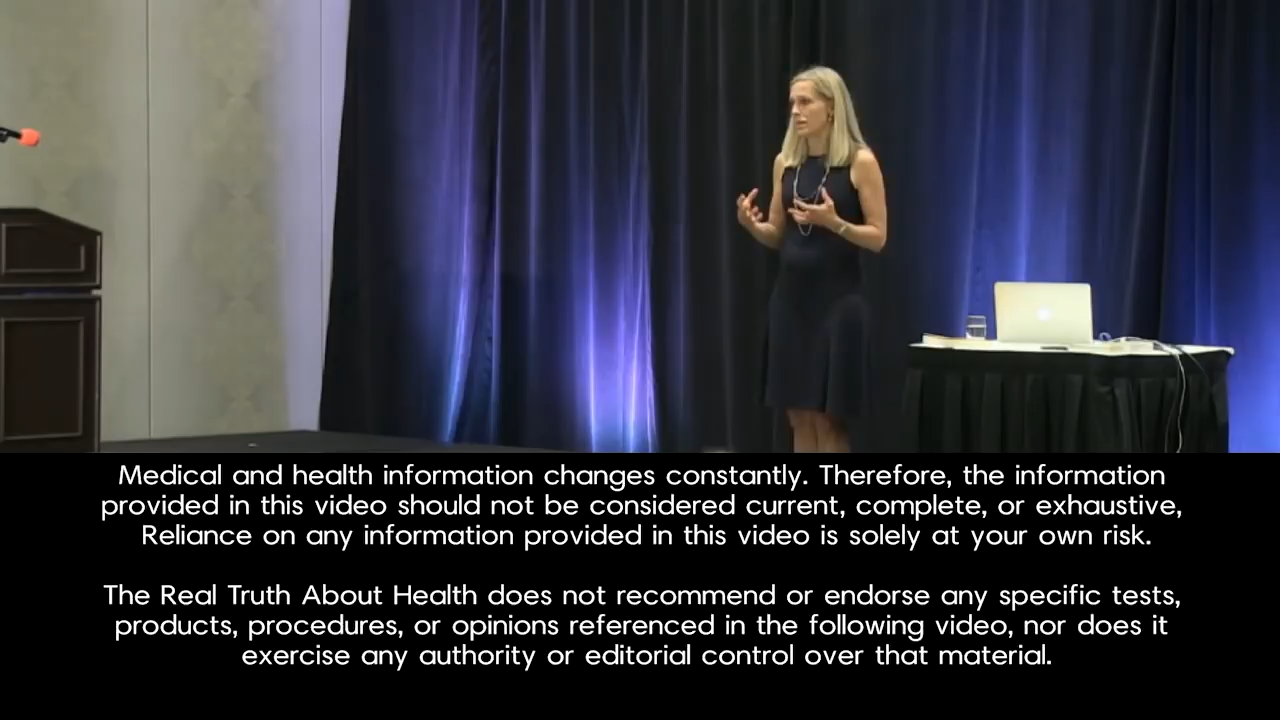 Medical and health information changes constantly. Therefore, the information
provided in this video should not be considered current, complete, or exhaustive,
Reliance on any information provided in this video is solely at your own risk.
The Real Truth About Health does not recommend or endorse any specific tests,
products, procedures, or opinions referenced in the following video, nor does it
exercise any authority or editorial control over that material.